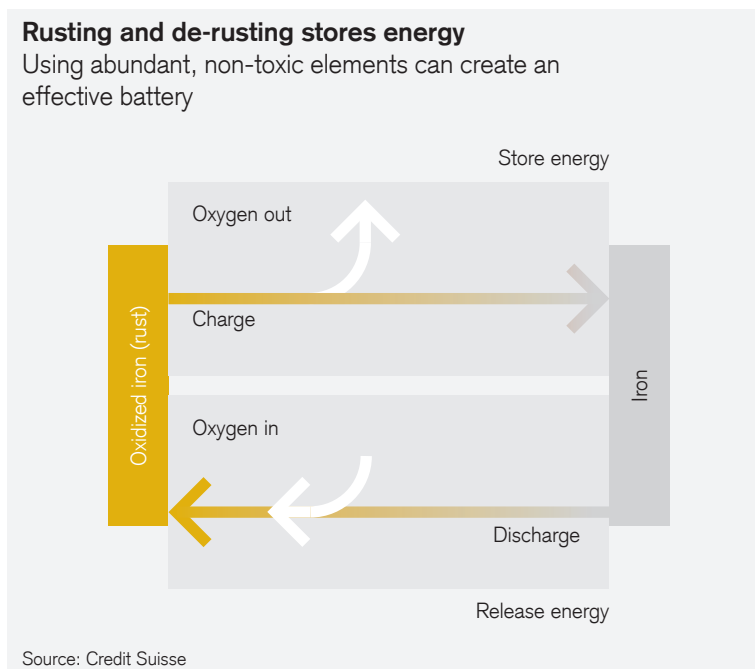 Rusting and de-rusting stores energy
Using abundant, non-toxic elements can create an
effective battery
Store energy
Oxygen out
Charge
Oxidized iron (rust)
Iron
Oxygen in
Discharge
Release energy
Source: Credit Suisse